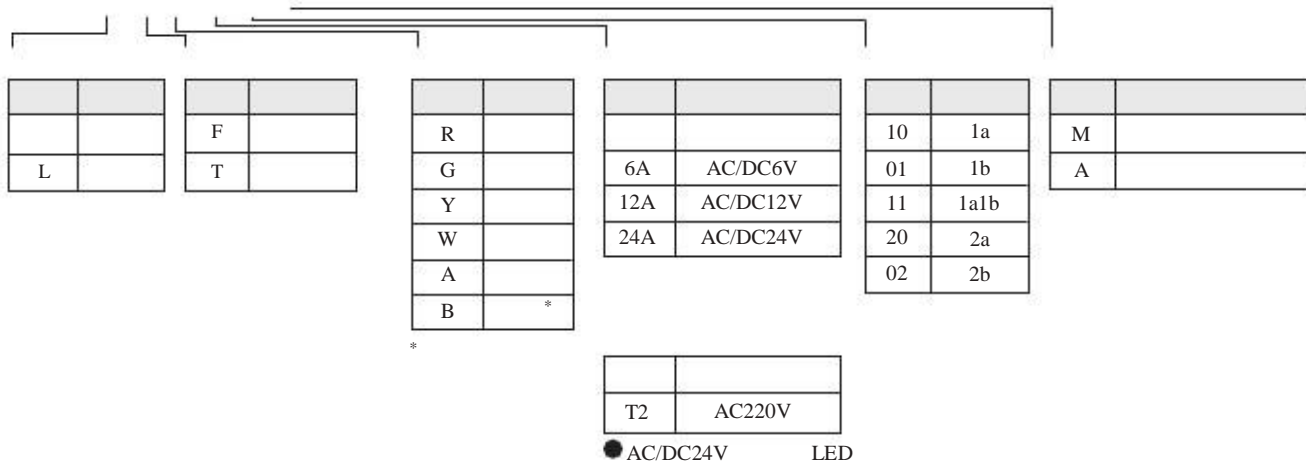 L
F
T
R
G
Y
W
A
B *
*
6A AC/DC6V
12A AC/DC12V
24A AC/DC24V
10 1a
01 1b
11 1a1b
20 2a
02 2b
M
A
T2 AC220V
● AC/DC24V LED